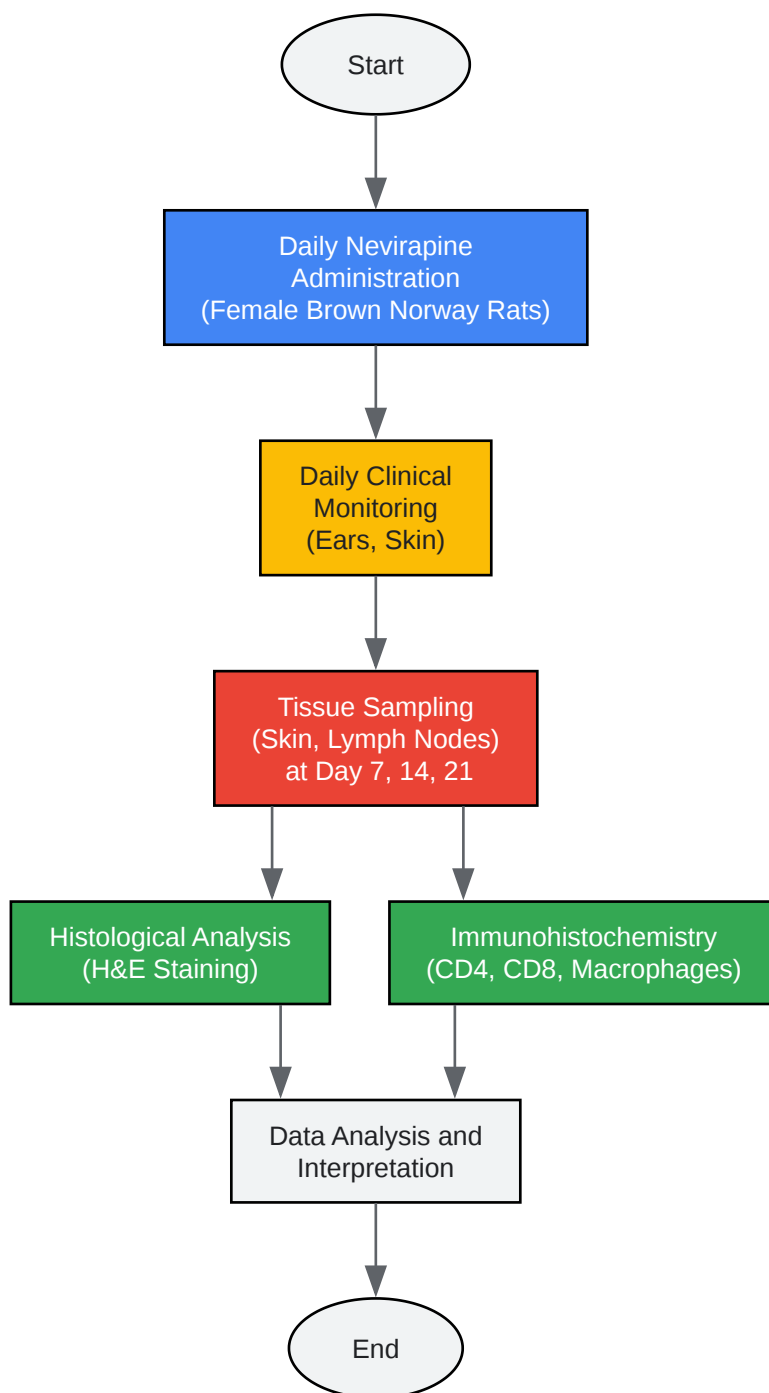 Start
Daily Nevirapine
Administration
(Female Brown Norway Rats)
Daily Clinical
Monitoring
(Ears, Skin)
Tissue Sampling
(Skin, Lymph Nodes)
at Day 7, 14, 21
Histological Analysis
(H&E Staining)
Immunohistochemistry
(CD4, CD8, Macrophages)
Data Analysis and
Interpretation
End